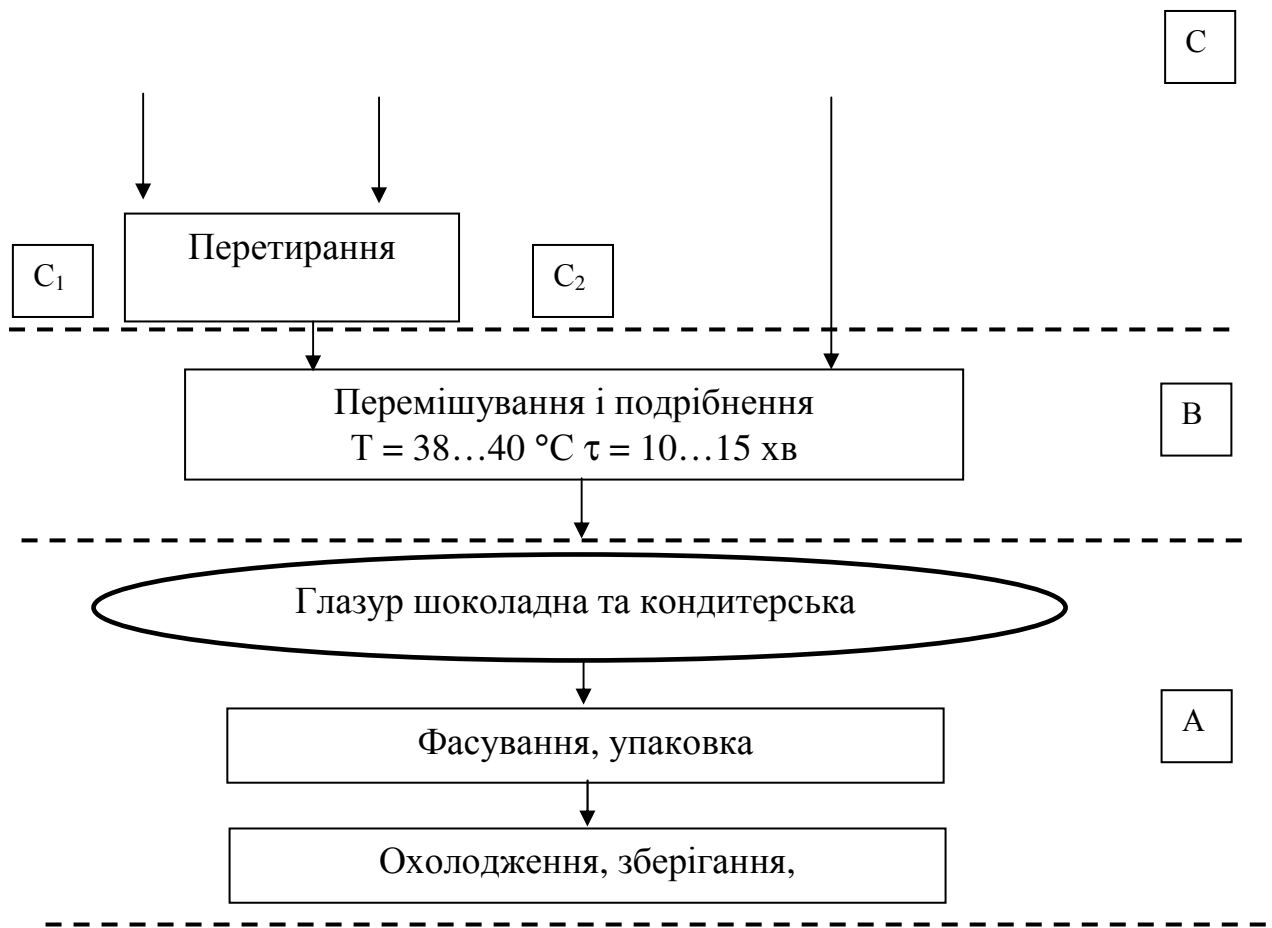 C
Перетирання
C₁
C₂
Перемішування і подрібнення
T = 38…40 °C τ = 10…15 хв
B
Глазур шоколадна та кондитерська
A
Фасування, упаковка
Охолодження, зберігання,